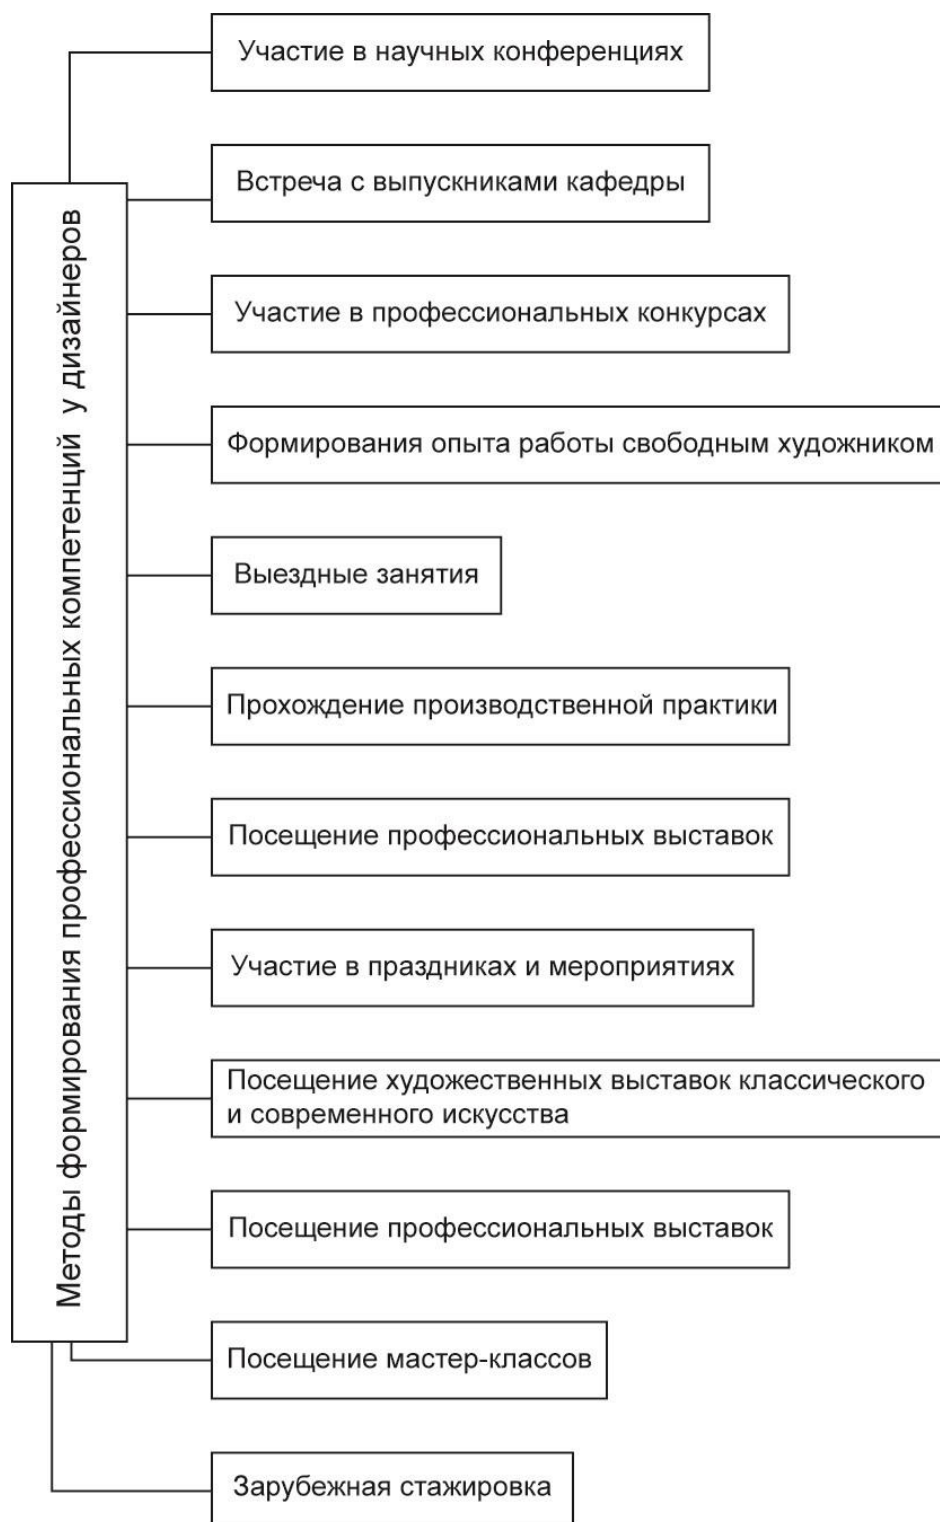 Методы формирования профессиональных компетенций у дизайнеров
Участие в научных конференциях
Встреча с выпускниками кафедры
Участие в профессиональных конкурсах
Формирования опыта работы свободным художником
Выездные занятия
Прохождение производственной практики
Посещение профессиональных выставок
Участие в праздниках и мероприятиях
Посещение художественных выставок классического
и современного искусства
Посещение профессиональных выставок
Посещение мастер-классов
Зарубежная стажировка